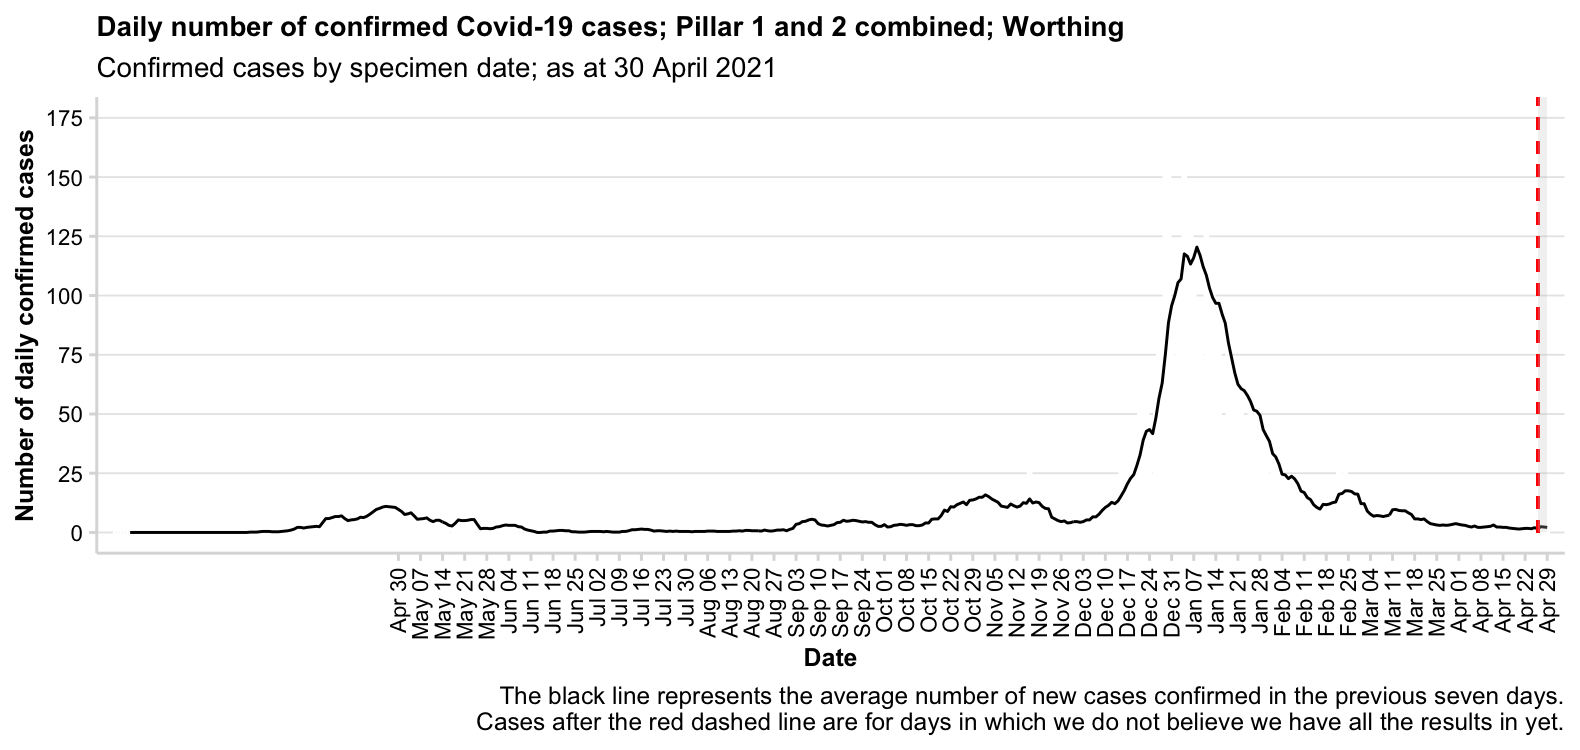 Daily number of confirmed Covid-19 cases; Pillar 1 and 2 combined; Worthing
Confirmed cases by specimen date; as at 30 April 2021
Number of daily confirmed cases
175
150
125
100
75
50
25
0
Apr 30
May 07
May 14
May 21
May 28
Jun 04
Jun 11
Jun 18
Jun 25
Jul 02
Jul 09
Jul 16
Jul 23
Jul 30
Aug 06
Aug 13
Aug 20
Aug 27
Sep 03
Sep 10
Sep 17
Sep 24
Oct 01
Oct 08
Oct 15
Oct 22
Oct 29
Nov 05
Nov 12
Nov 19
Nov 26
Dec 03
Dec 10
Dec 17
Dec 24
Dec 31
Jan 07
Jan 14
Jan 21
Jan 28
Feb 04
Feb 11
Feb 18
Feb 25
Mar 04
Mar 11
Mar 18
Mar 25
Apr 01
Apr 08
Apr 15
Apr 22
Apr 29
Date
The black line represents the average number of new cases confirmed in the previous seven days.
Cases after the red dashed line are for days in which we do not believe we have all the results in yet.